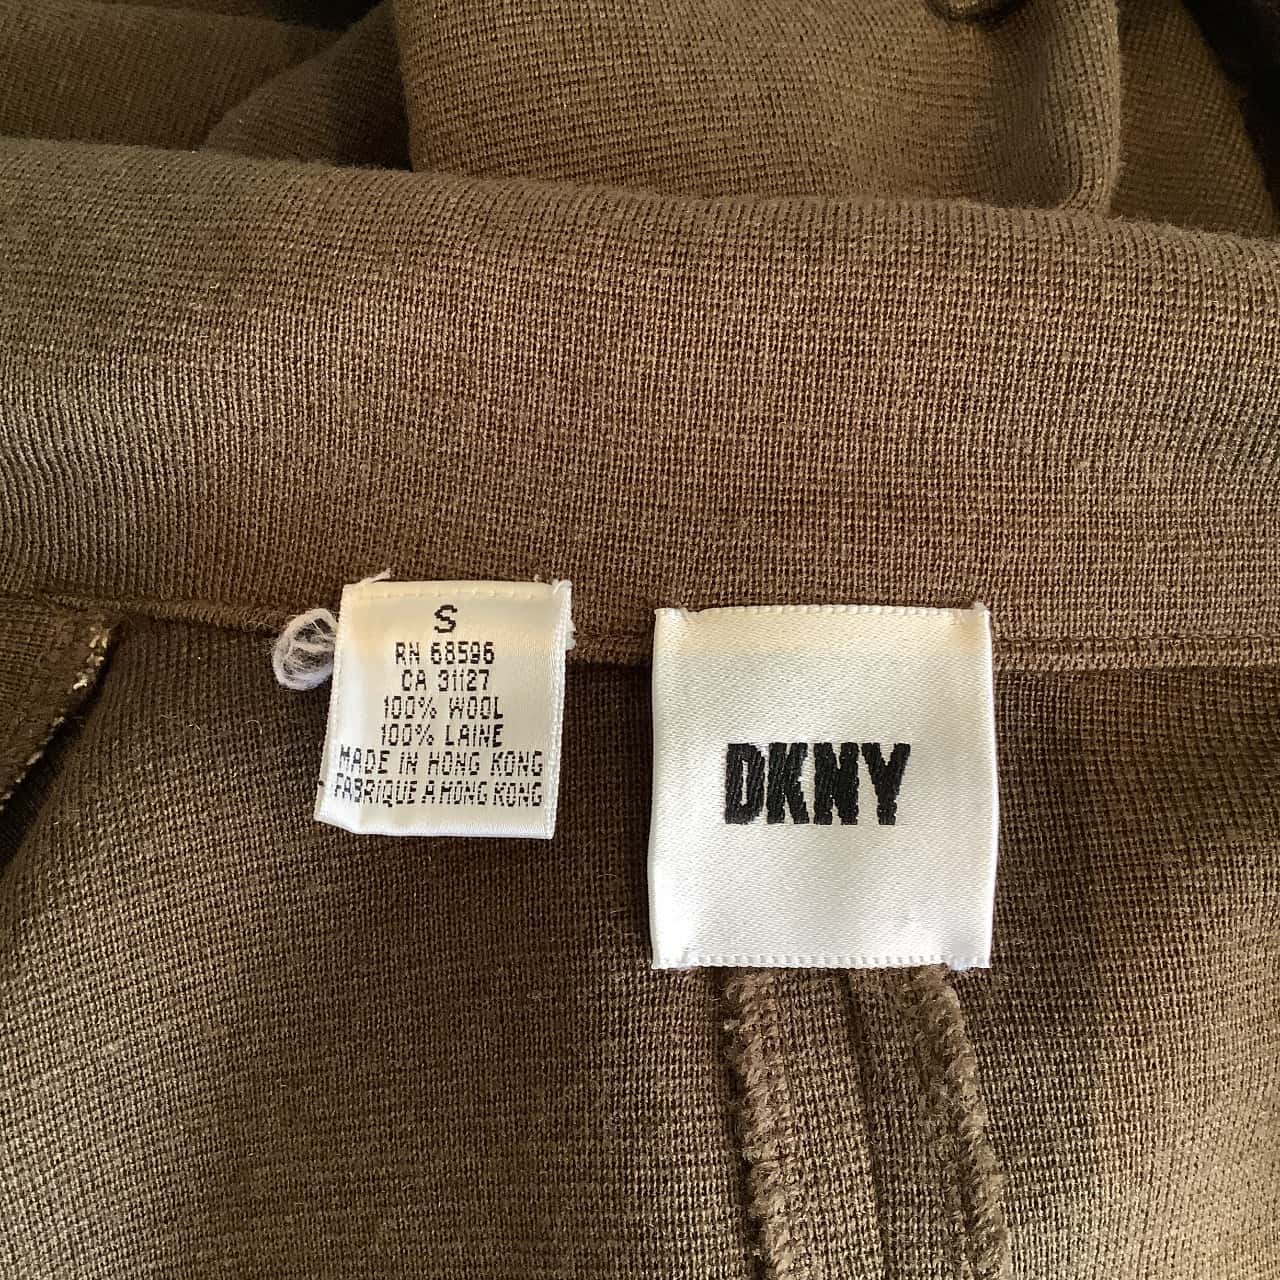 S
RN 68596
CA 31127
100% WOOL
100% LAINE
MADE IN HONG KONG
FABRIQUE A HONG KONG
DKNY